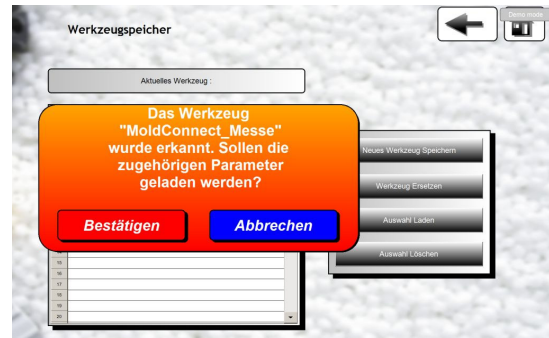 Werkzeugspeicher
Demo mode
Aktuelles Werkzeug :
Das Werkzeug
"MoldConnect_Messe"
wurde erkannt. Sollen die
zugehörigen Parameter
geladen werden?
Bestätigen
Abbrechen
Neues Werkzeug Speichern
Werkzeug Ersetzen
Auswahl Laden
Auswahl Löschen
15
16
17
18
19
20